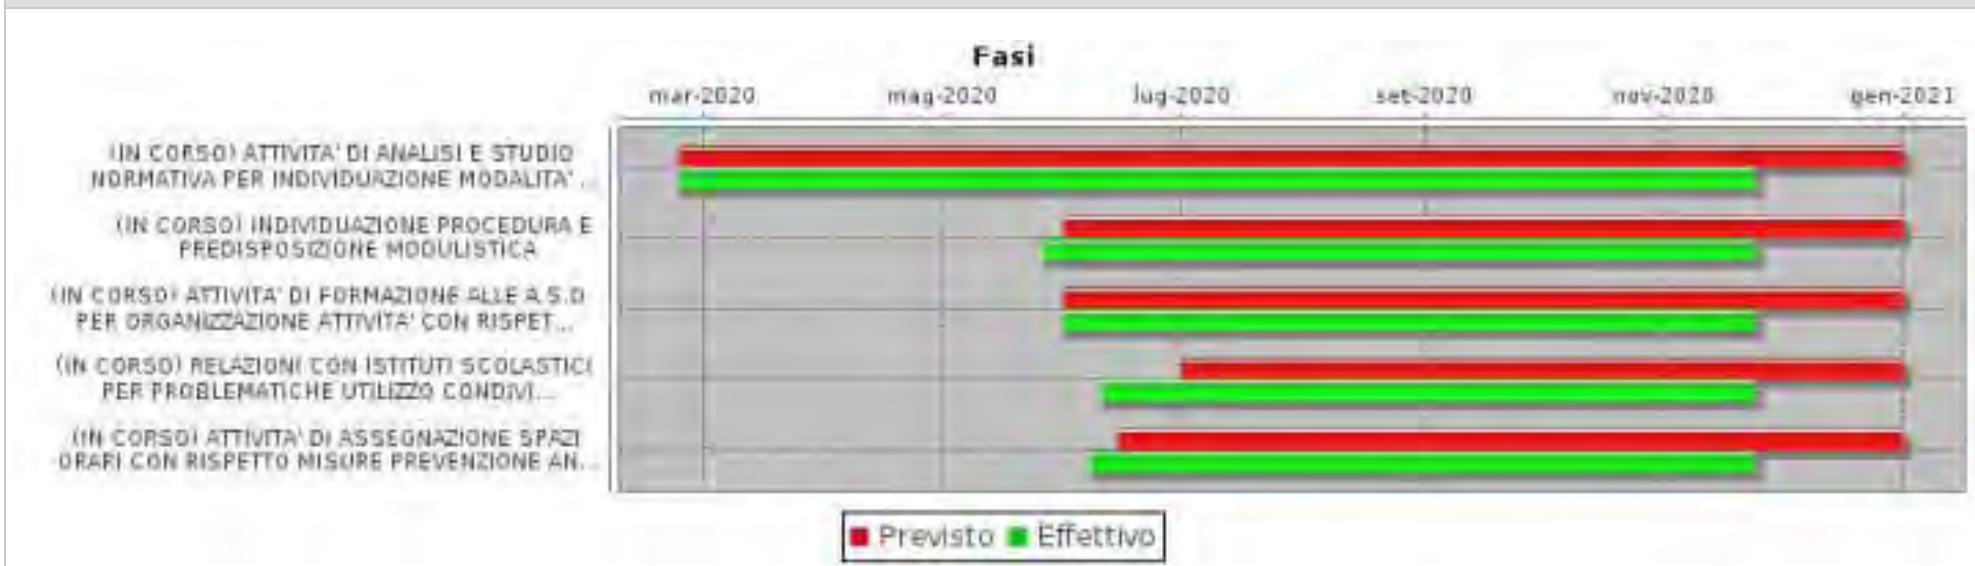 Fasi
mar-2020 mag-2020 lug-2020 set-2020 nov-2020 gen-2021
(IN CORSO) ATTIVITA' DI ANALISI E STUDIO
NORMATIVA PER INDIVIDUAZIONE MODALITA' ...
(IN CORSO) INDIVIDUAZIONE PROCEDURA E
PREDISPOSIZIONE MODULISTICA
(IN CORSO) ATTIVITA' DI FORMAZIONE ALLE A.S.D
PER ORGANIZZAZIONE ATTIVITA' CON RISPET...
(IN CORSO) RELAZIONI CON ISTITUTI SCOLASTICI
PER PROBLEMATICHE UTILIZZO CONDIVI...
(IN CORSO) ATTIVITA' DI ASSEGNAZIONE SPAZI
ORARI CON RISPETTO MISURE PREVENZIONE AN...
Previsto Effettivo